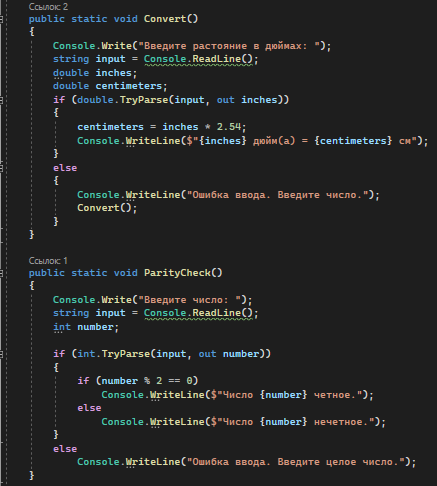 Ссылок: 2
public static void Convert()
{
Console.Write("Введите растояние в дюймах: ");
string input = Console.ReadLine();
double inches;
double centimeters;
if (double.TryParse(input, out inches))
{
centimeters = inches * 2.54;
Console.WriteLine($"{inches} дюйм(а) = {centimeters} см");
}
else
{
Console.WriteLine("Ошибка ввода. Введите число.");
Convert();
}
}
Ссылок: 1
public static void ParityCheck()
{
Console.Write("Введите число: ");
string input = Console.ReadLine();
int number;
if (int.TryParse(input, out number))
{
if (number % 2 == 0)
Console.WriteLine($"Число {number} четное.");
else
Console.WriteLine($"Число {number} нечетное.");
}
else
Console.WriteLine("Ошибка ввода. Введите целое число.");
}